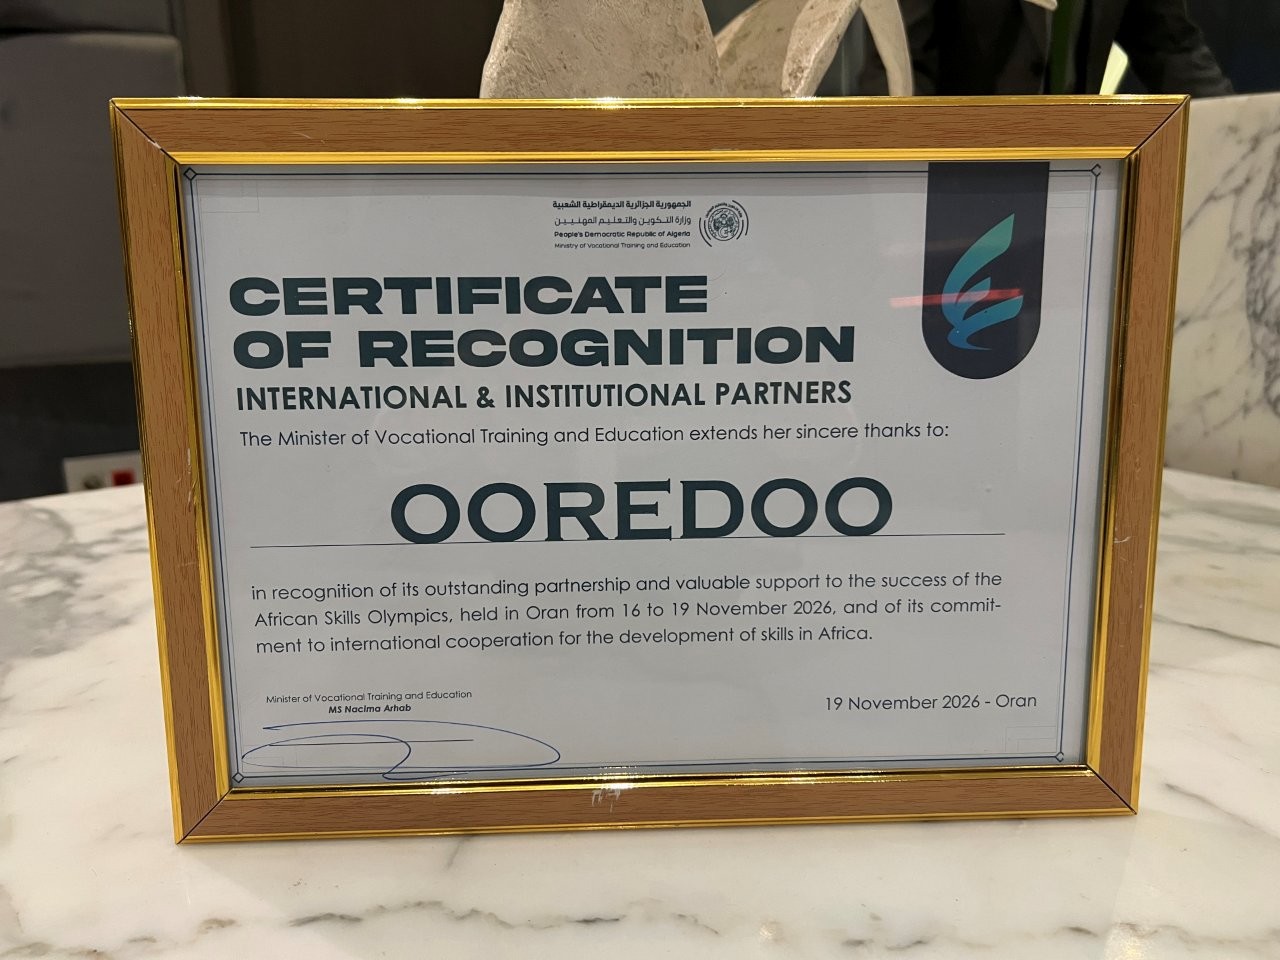 الجمهورية الجزائرية الديمقراطية الشعبية
وزارة التكوين والتعليم المهنيين
People's Democratic Republic of Algeria
Ministry of Vocational Training and Education
CERTIFICATE
OF RECOGNITION
INTERNATIONAL & INSTITUTIONAL PARTNERS
The Minister of Vocational Training and Education extends her sincere thanks to:
OOREDOO
in recognition of its outstanding partnership and valuable support to the success of the
African Skills Olympics, held in Oran from 16 to 19 November 2026, and of its commit-
ment to international cooperation for the development of skills in Africa.
Minister of Vocational Training and Education
MS Nacima Arhab
19 November 2026 - Oran